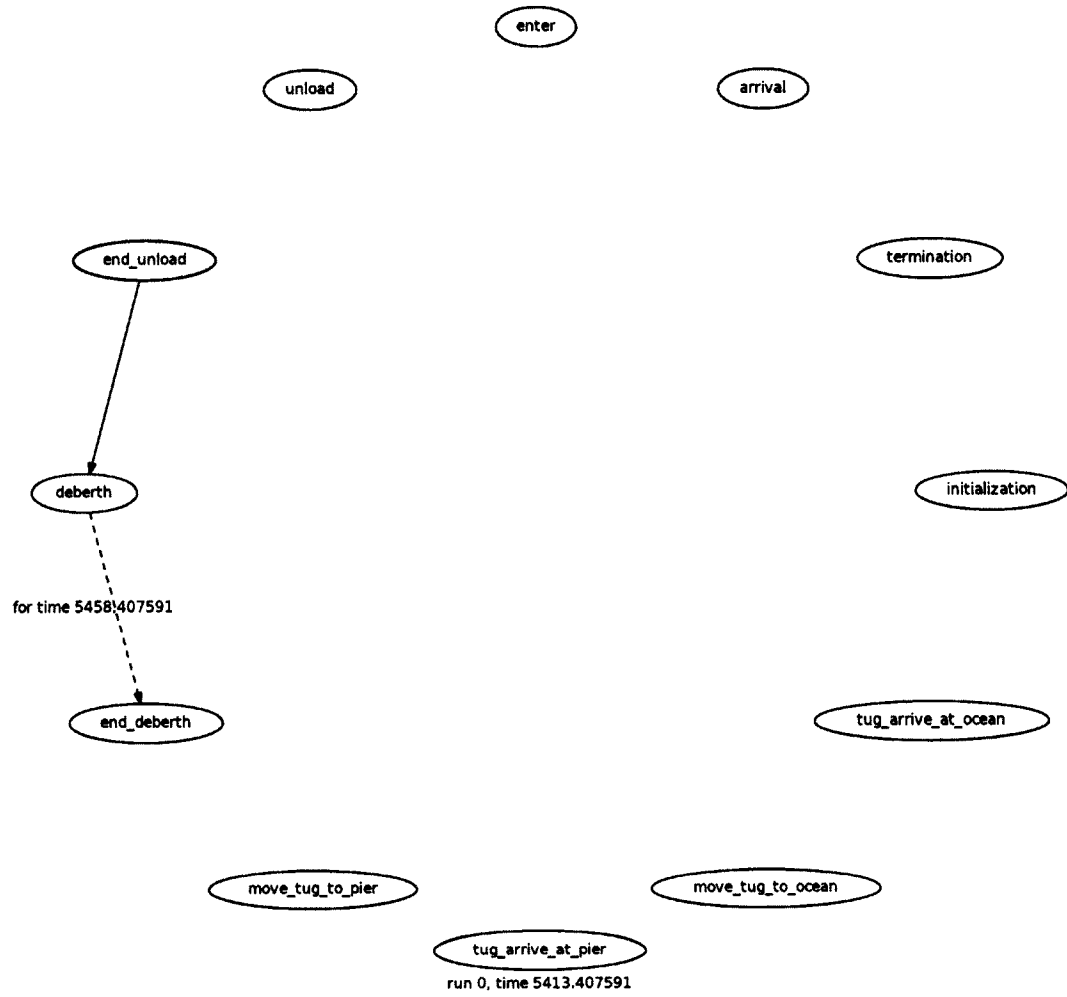 enter
unload
arrival
end_unload
termination
deberth
initialization
for time 5458.407591
end_deberth
tug_arrive_at_ocean
move_tug_to_pier
move_tug_to_ocean
tug_arrive_at_pier
run 0, time 5413.407591